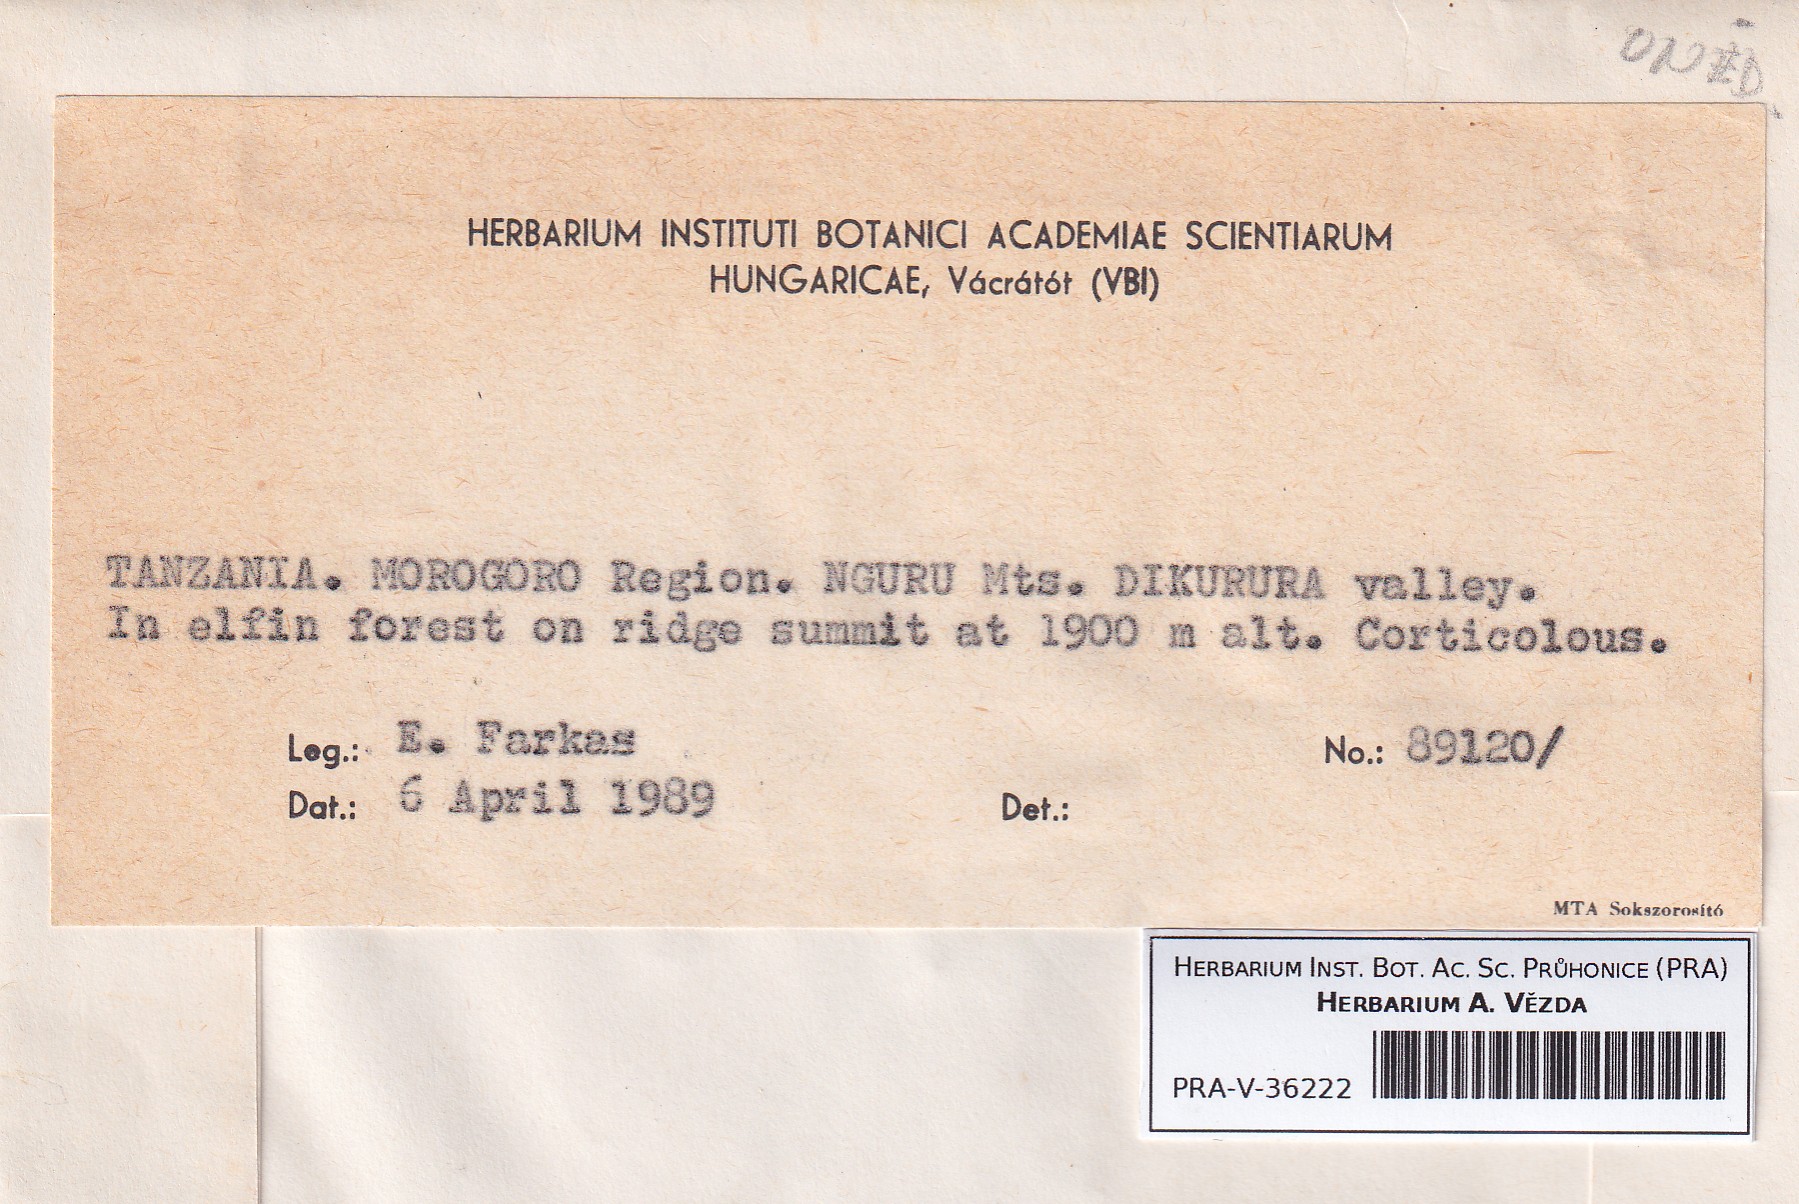 HERBARIUM INSTITUTI BOTANICI ACADEMIAE SCIENTIARUM
HUNGARICAE, Vácrátót (VBI)
TANZANIA. MOROGORO Region. NGURU Mts. DIKURURA valley.
In elfin forest on ridge summit at 1900 m alt. Corticolous.
Leg.: E. Farkas
No.: 89120/
Dat.: 6 April 1989
Det.:
MTA Sokszorosító
HERBARIUM INST. BOT. AC. SC. PRŮHONICE (PRA)
HERBARIUM A. VĚZDA
PRA-V-36222